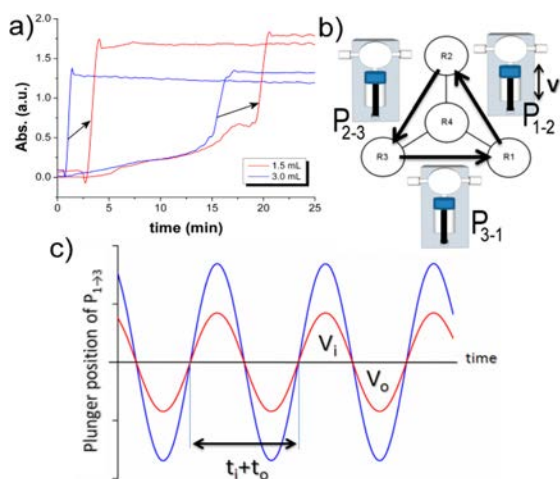 a)
Abs. (a.u.)
2.0
1.5
1.0
0.5
0.0
0 5 10 15 20 25
time (min)
1.5 mL
3.0 mL
b)
R2
P2-3
P1-2
V
R4
R3
R1
P3-1
c)
Plunger position of P1→3
Vi
Vo
time
ti+to